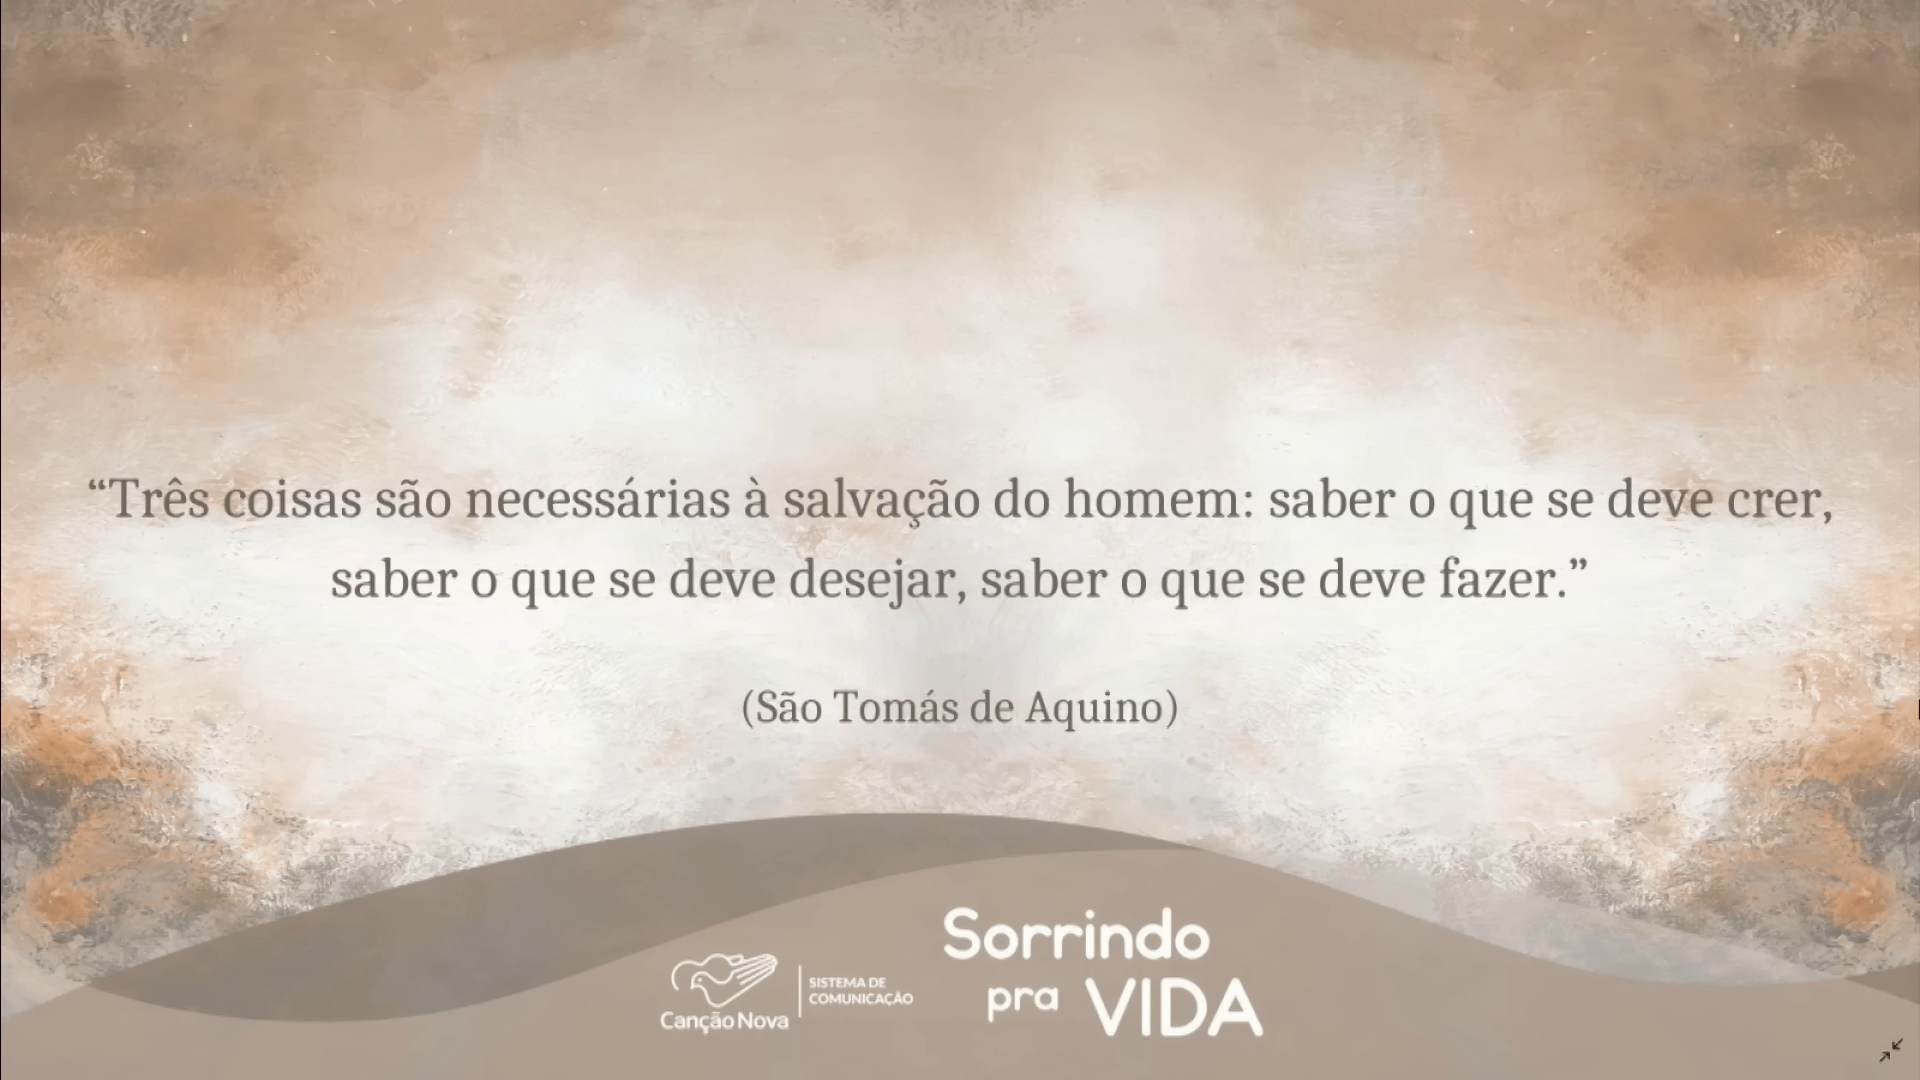 “Três coisas são necessárias à salvação do homem: saber o que se deve crer,
saber o que se deve desejar, saber o que se deve fazer.”
(São Tomás de Aquino)
Canção Nova
SISTEMA DE
COMUNICAÇÃO
Sorrindo
pra VIDA